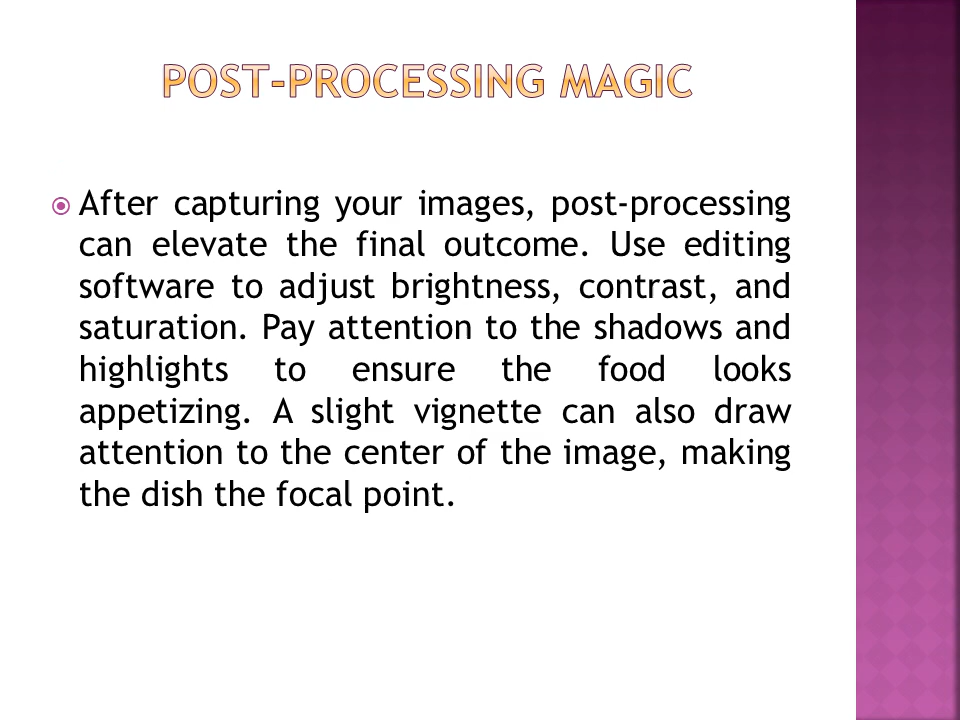 POST-PROCESSING MAGIC
After capturing your images, post-processing
can elevate the final outcome. Use editing
software to adjust brightness, contrast, and
saturation. Pay attention to the shadows and
highlights to ensure the food looks
appetizing. A slight vignette can also draw
attention to the center of the image, making
the dish the focal point.